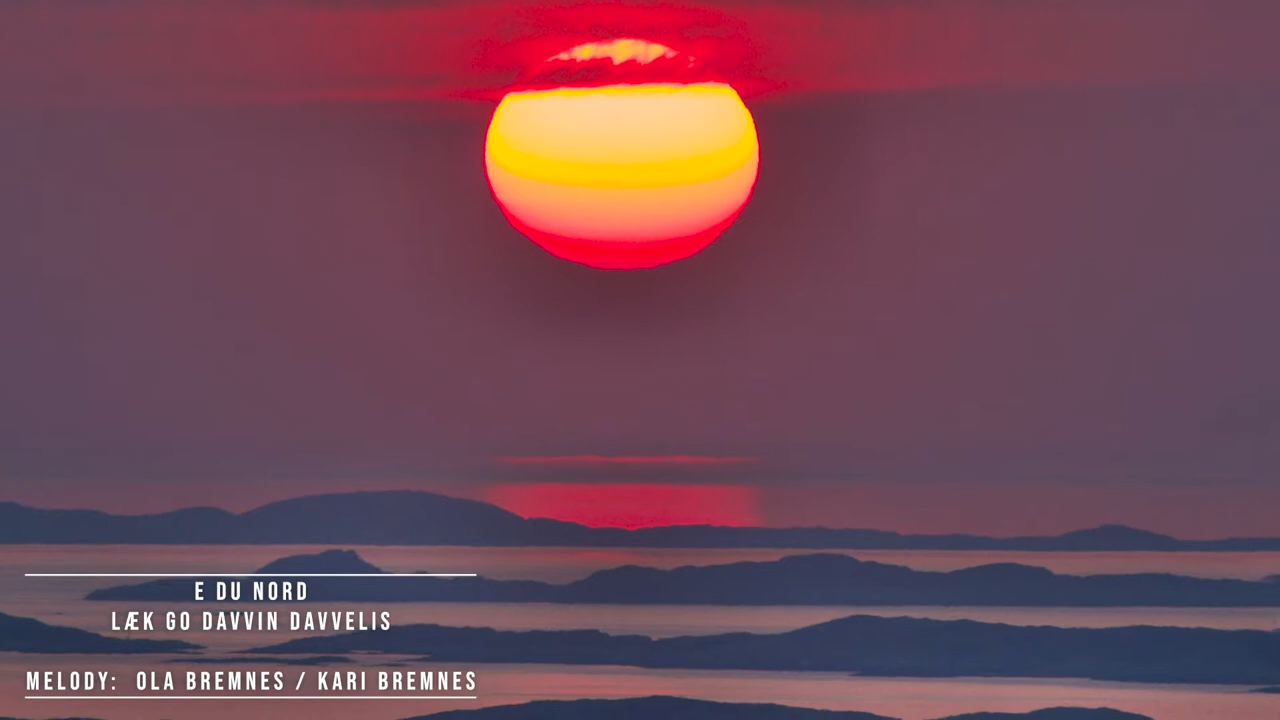 E DU NORD
LÆK GO DAVVIN DAVVELIS
MELODY: OLA BREMNES / KARI BREMNES